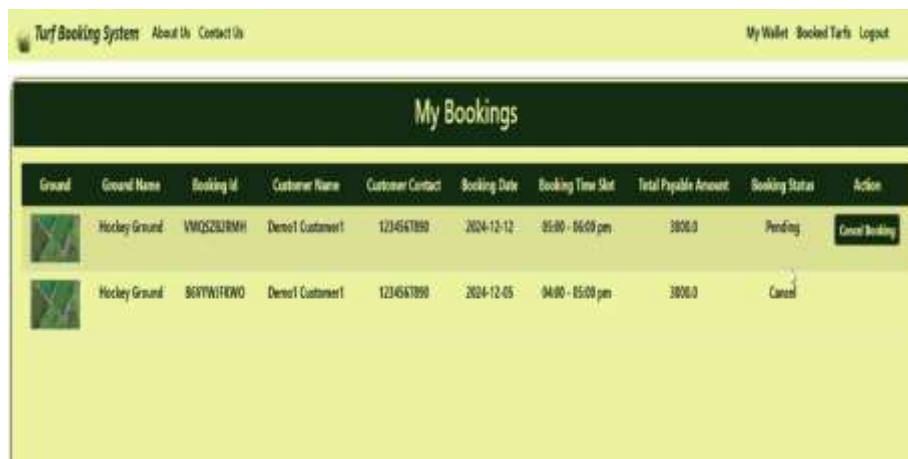 Turf Booking System About Us Contact Us My Wallet Booked Turfs Logout
My Bookings
Ground Ground Name Booking Id Customer Name Customer Contact Booking Date Booking Time Slot Total Payable Amount Booking Status Action
Hockey Ground Demo1 Customer1 1234567890 2024-12-12 05:00 - 06:00 pm 3000.0 Pending Cancel Booking
Hockey Ground Demo1 Customer1 1234567890 2024-12-05 04:00 - 05:00 pm 3000.0 Cancel